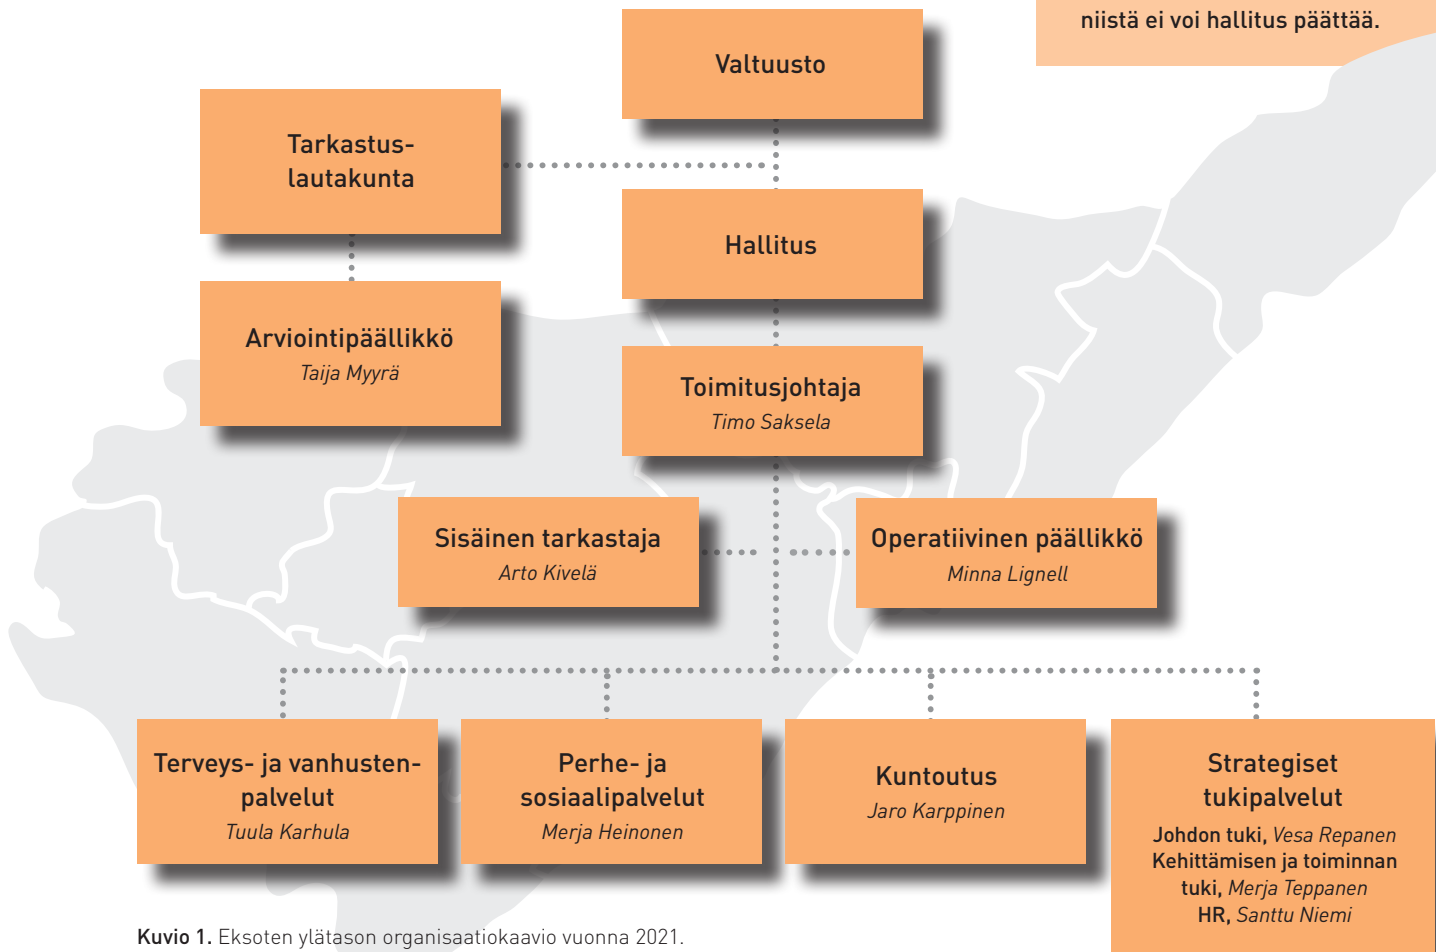 niistä ei voi hallitus päättää.
Valtuusto
Tarkastus-
lautakunta
Hallitus
Arviointipäällikkö
Taija Myyrä
Toimitusjohtaja
Timo Saksela
Sisäinen tarkastaja
Arto Kivelä
Operatiivinen päällikkö
Minna Lignell
Terveys- ja vanhusten-
palvelut
Tuula Karhula
Perhe- ja
sosiaalipalvelut
Merja Heinonen
Kuntoutus
Jaro Karppinen
Strategiset
tukipalvelut
Johdon tuki, Vesa Repanen
Kehittämisen ja toiminnan
tuki, Merja Teppanen
HR, Santtu Niemi
Kuvio 1. Eksoten ylätason organisaatiokaavio vuonna 2021.